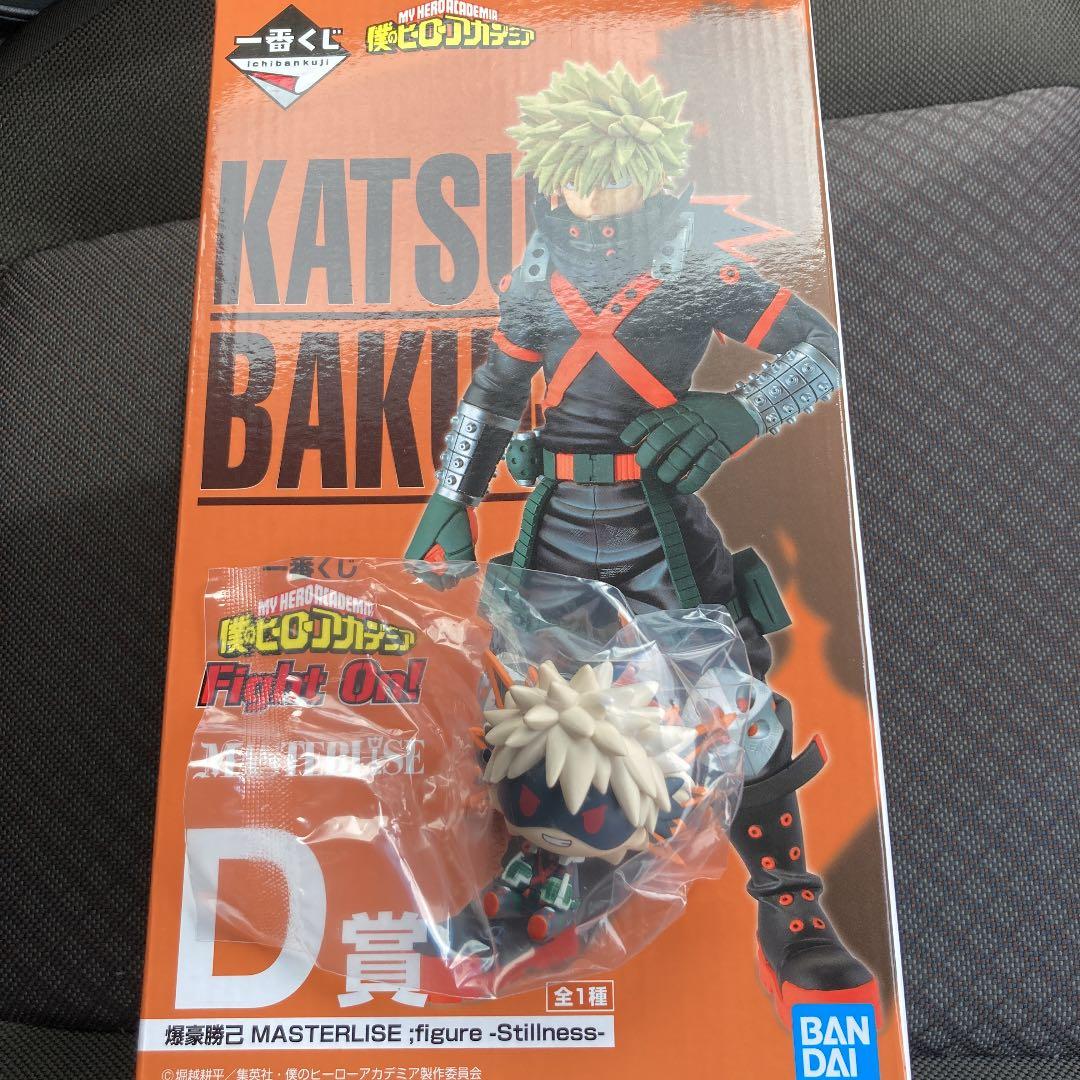 一番くじ
ichibankuji
MY HERO ACADEMIA
僕のヒーローアカデミア
KATSU
BAKU
一番くじ
MY HERO ACADEMIA
僕のヒーローアカデミア
Fight On!
MASTERLISE
D賞
全1種
爆豪勝己 MASTERLISE ;figure -Stillness-
©堀越耕平／集英社・僕のヒーローアカデミア製作委員会
BAN
DAI